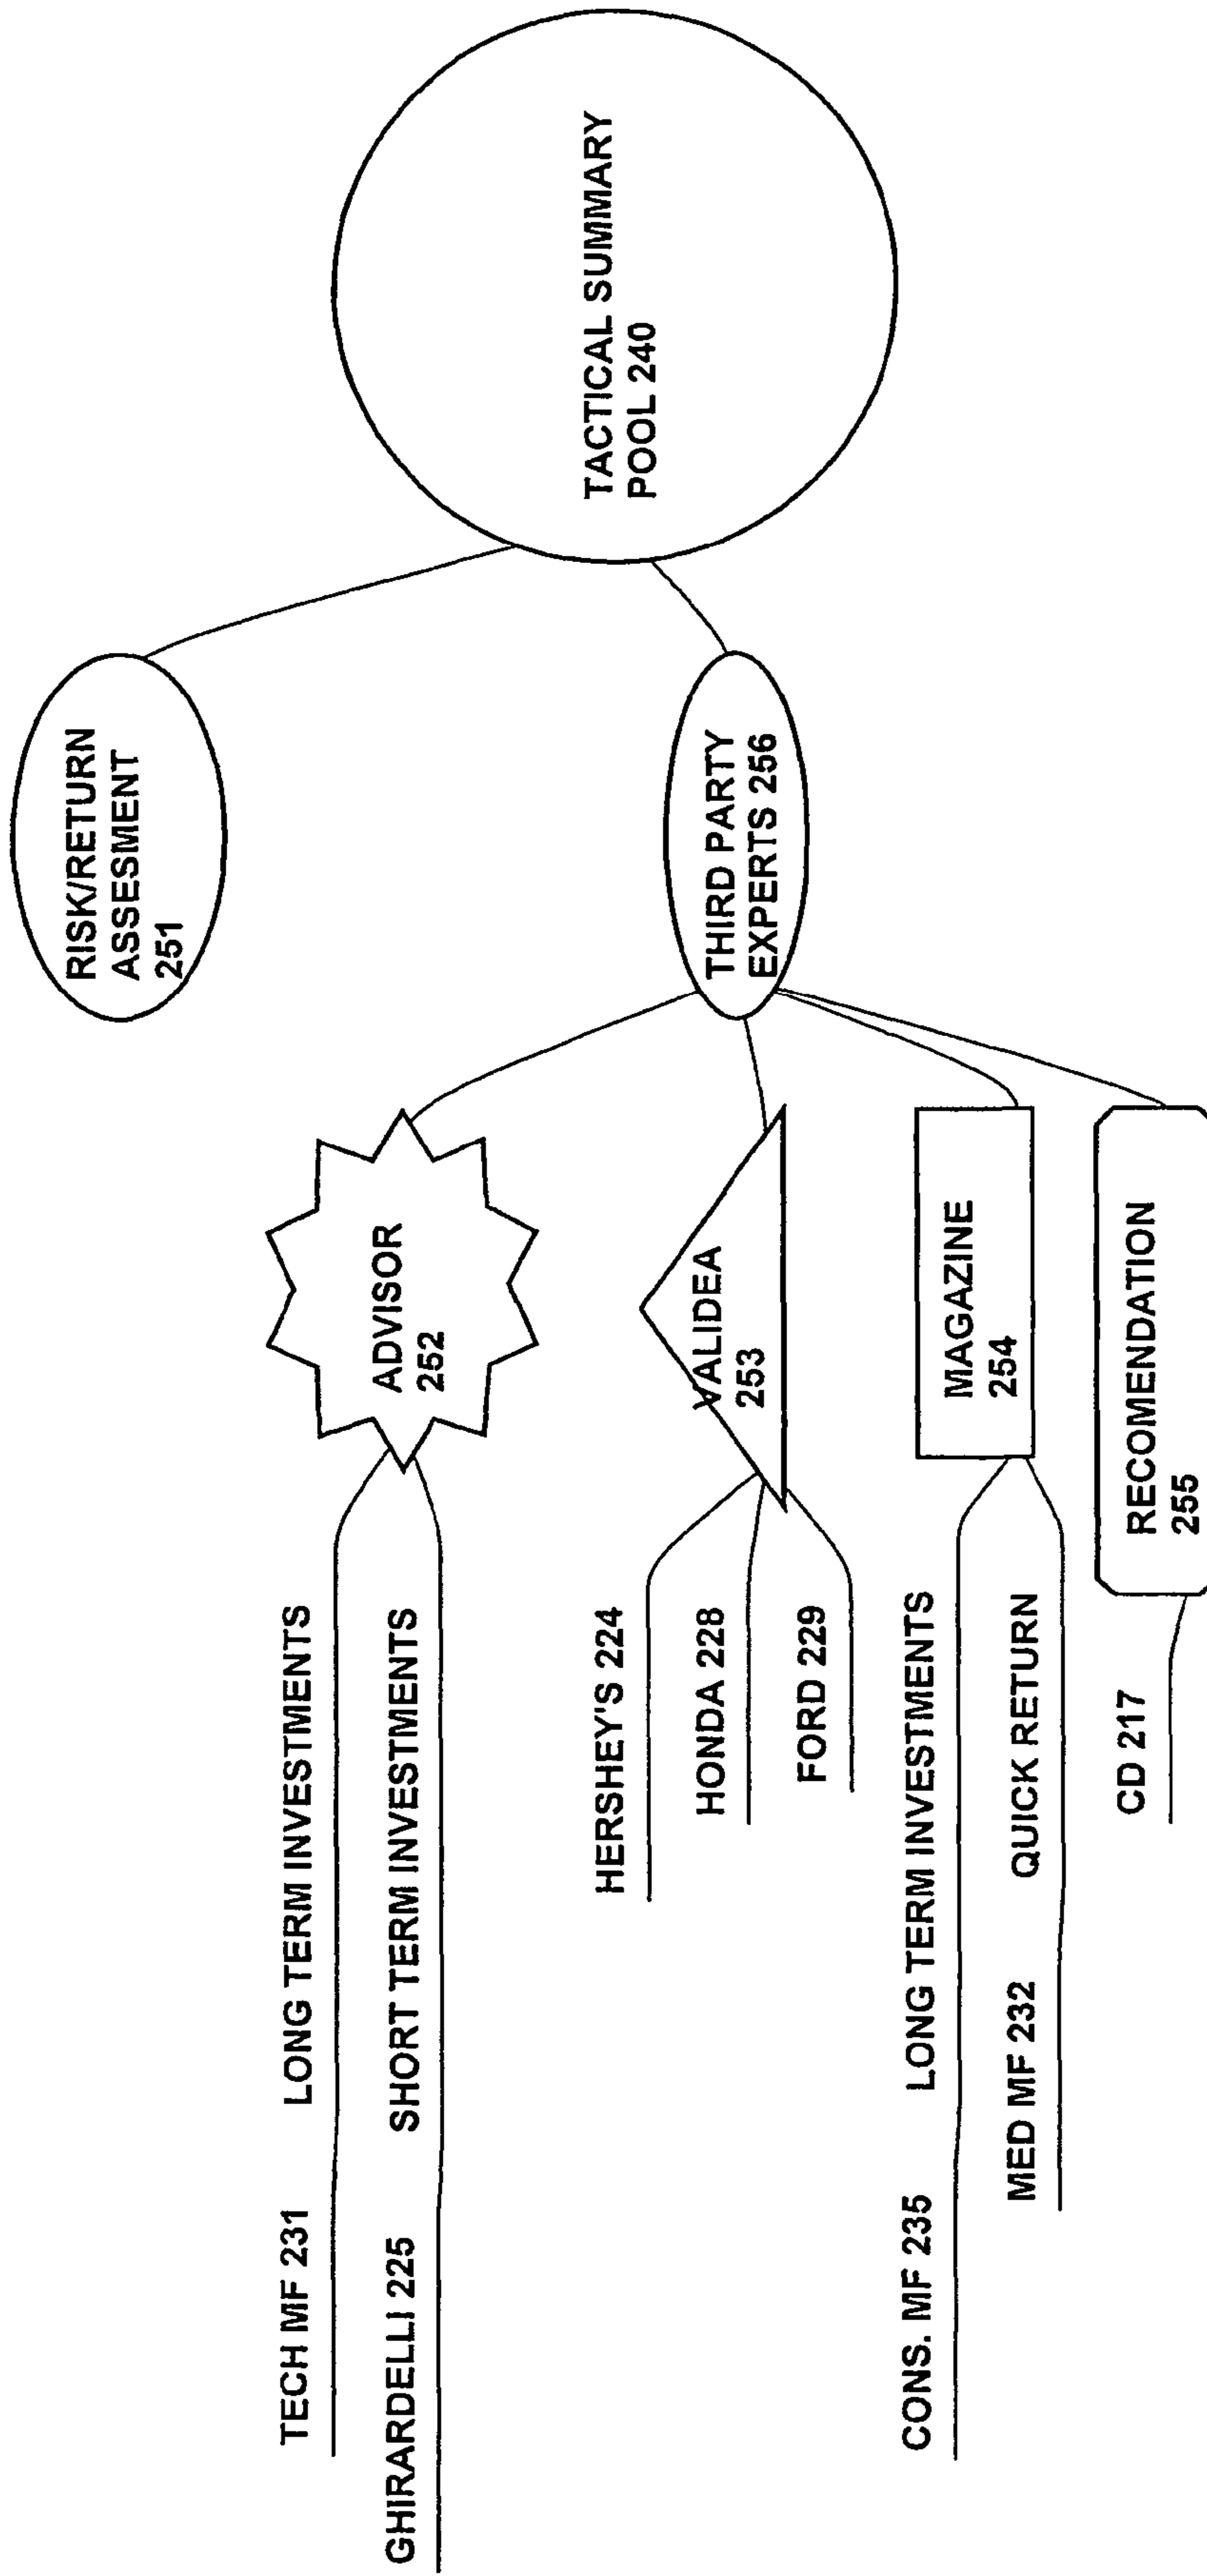 TECH MF 231 LONG TERM INVESTMENTS
GHIRARDELLI 225 SHORT TERM INVESTMENTS
ADVISOR
252
HERSHEY'S 224
HONDA 228
FORD 229
VALIDEA
253
CONS. MF 235 LONG TERM INVESTMENTS
MED MF 232 QUICK RETURN
MAGAZINE
254
CD 217
RECOMENDATION
255
RISK/RETURN
ASSESMENT
251
THIRD PARTY
EXPERTS 256
TACTICAL SUMMARY
POOL 240